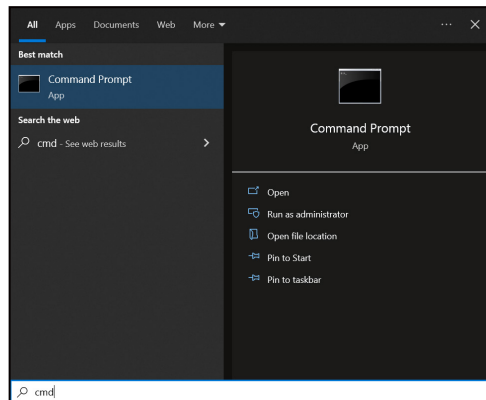 All Apps Documents Web More
Best match
Command Prompt
App
Search the web
cmd - See web results
Command Prompt
App
Open
Run as administrator
Open file location
Pin to Start
Pin to taskbar
cmd